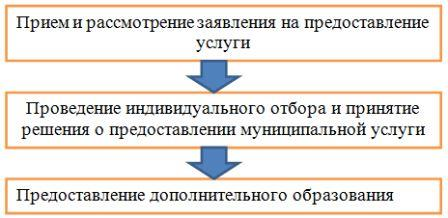 Прием и рассмотрение заявления на предоставление
услуги
Проведение индивидуального отбора и принятие
решения о предоставлении муниципальной услуги
Предоставление дополнительного образования